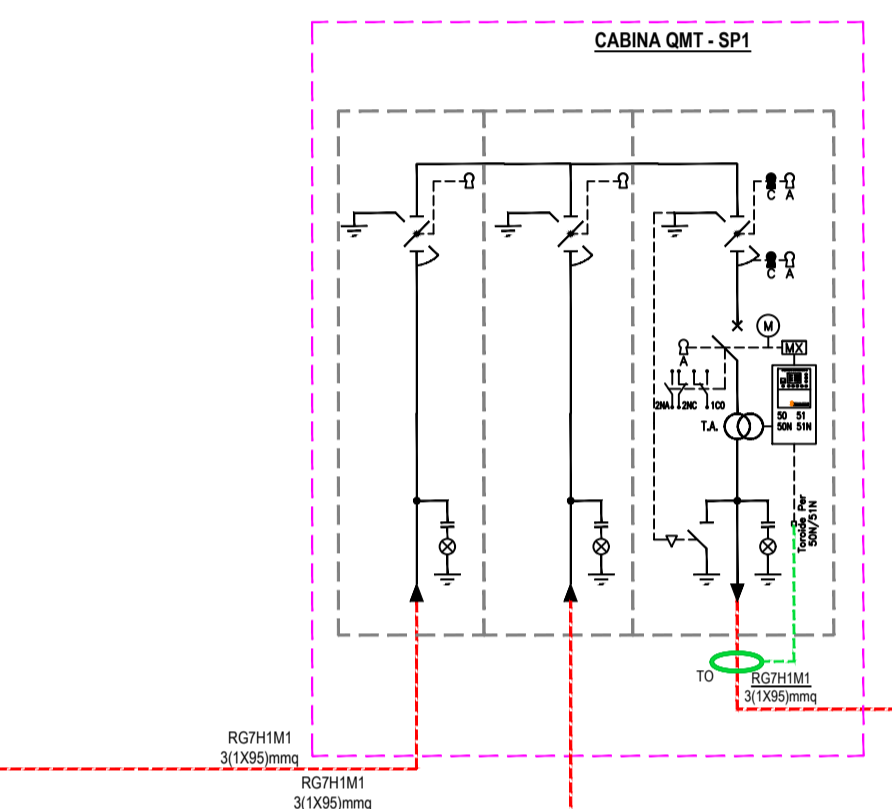 CABINA QMT - SP1
C A
C A
M
MX
A
2NA
2NC
1C0
50 51
50N 51N
T.A.
Toroide Per
50N/51N
TO
RG7H1M1
3(1X95)mmq
RG7H1M1
3(1X95)mmq
RG7H1M1
3(1X95)mmq